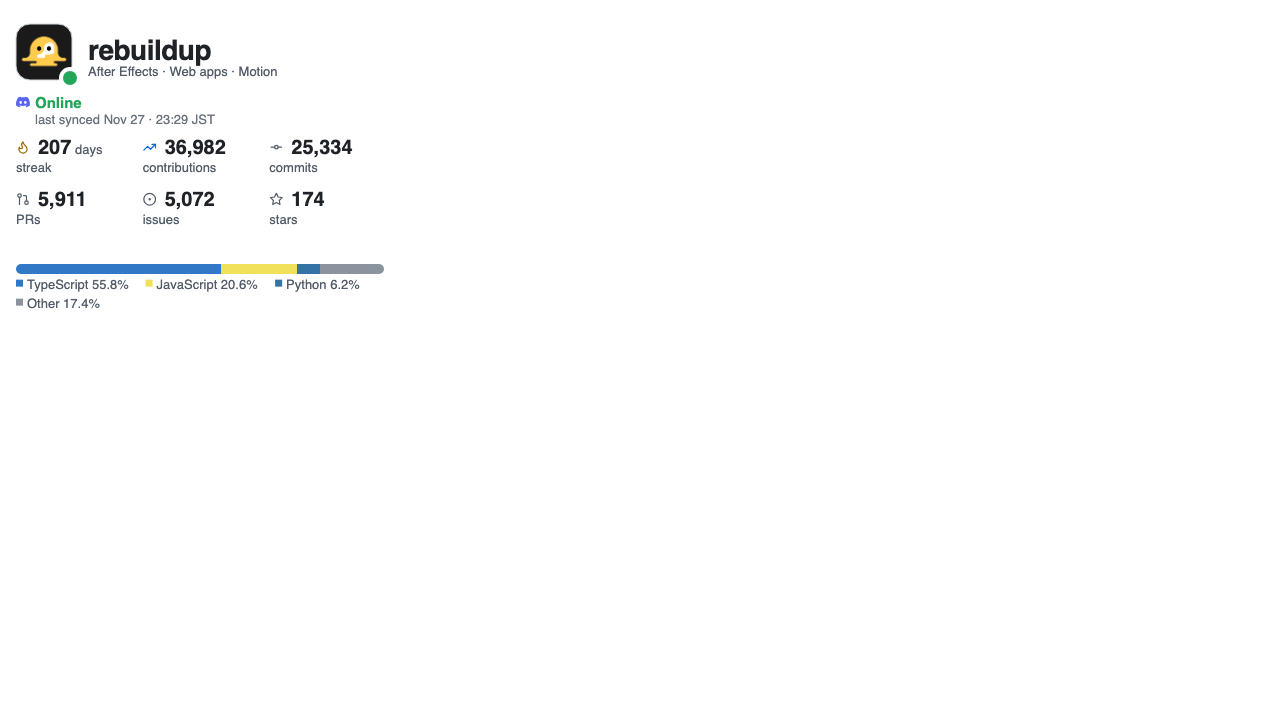 rebuildup
After Effects · Web apps · Motion
Online
last synced Nov 27 · 23:29 JST
207 days
streak
36,982
contributions
25,334
commits
5,911
PRs
5,072
issues
174
stars
TypeScript 55.8%
JavaScript 20.6%
Python 6.2%
Other 17.4%